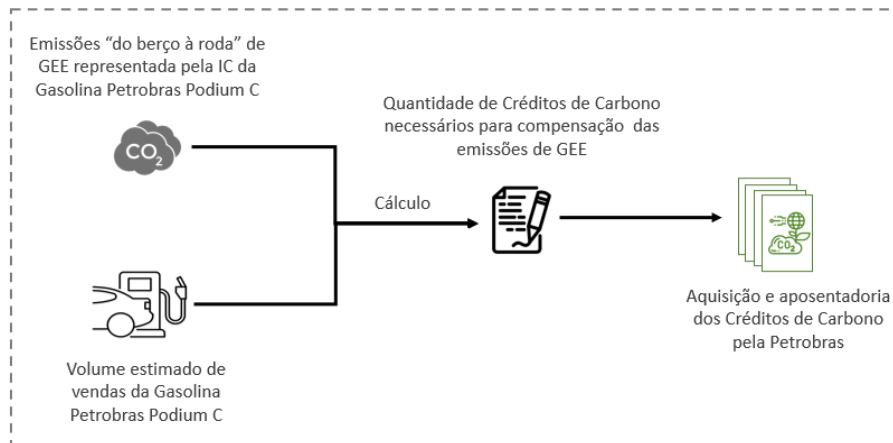 Emissões “do berço à roda” de
GEE representada pela IC da
Gasolina Petrobras Podium C
CO2
Volume estimado de
vendas da Gasolina
Petrobras Podium C
Cálculo
Quantidade de Créditos de Carbono
necessários para compensação das
emissões de GEE
CO2
Aquisição e aposentadoria
dos Créditos de Carbono
pela Petrobras